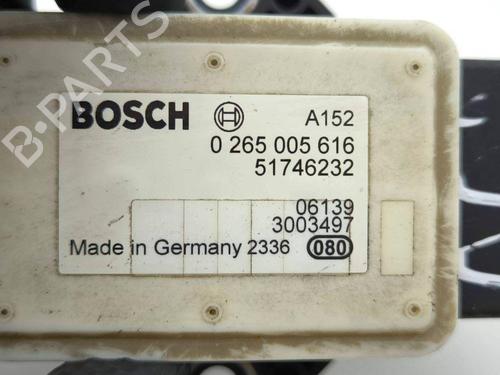 B-PARTS
BOSCH A152
0 265 005 616
51746232
06139
3003497
Made in Germany 2336 080